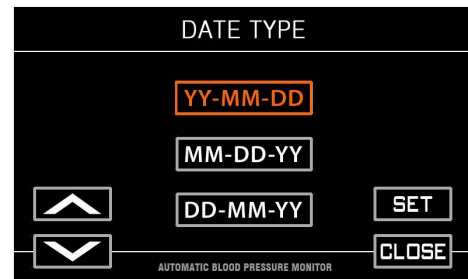 DATE TYPE
YY-MM-DD
MM-DD-YY
DD-MM-YY
SET
CLOSE
AUTOMATIC BLOOD PRESSURE MONITOR